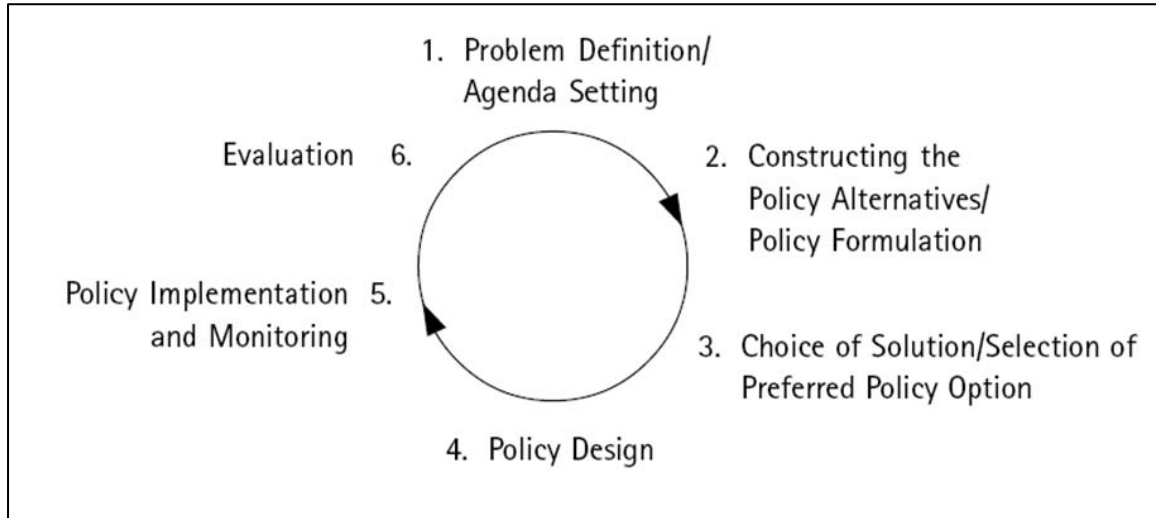 1. Problem Definition/
Agenda Setting
2. Constructing the
Policy Alternatives/
Policy Formulation
3. Choice of Solution/Selection of
Preferred Policy Option
4. Policy Design
Policy Implementation 5.
and Monitoring
Evaluation 6.